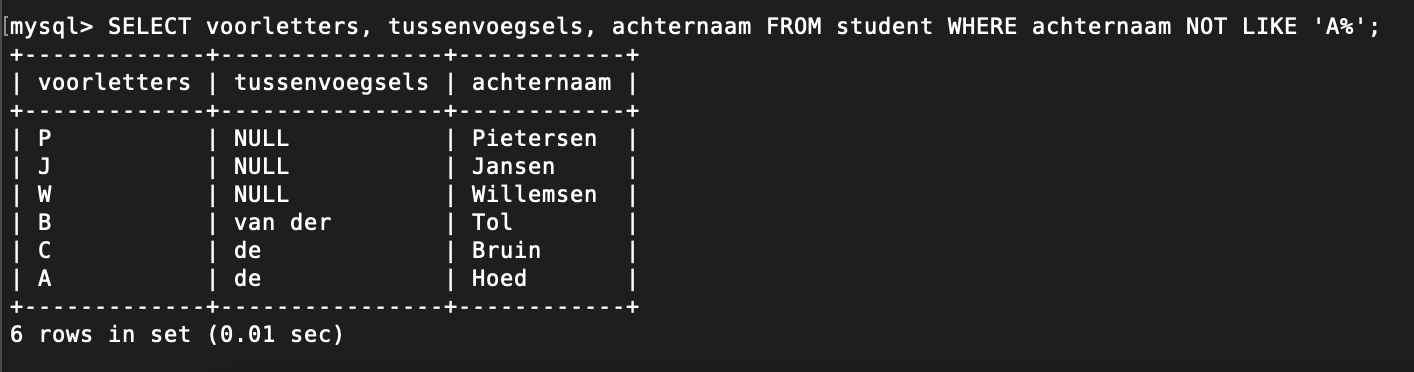 [mysql> SELECT voorletters, tussenvoegsels, achternaam FROM student WHERE achternaam NOT LIKE 'A%';
+-------------+----------------+------------+
| voorletters | tussenvoegsels | achternaam |
+-------------+----------------+------------+
| P           | NULL           | Pietersen  |
| J           | NULL           | Jansen     |
| W           | NULL           | Willemsen  |
| B           | van der        | Tol        |
| C           | de             | Bruin      |
| A           | de             | Hoed       |
+-------------+----------------+------------+
6 rows in set (0.01 sec)